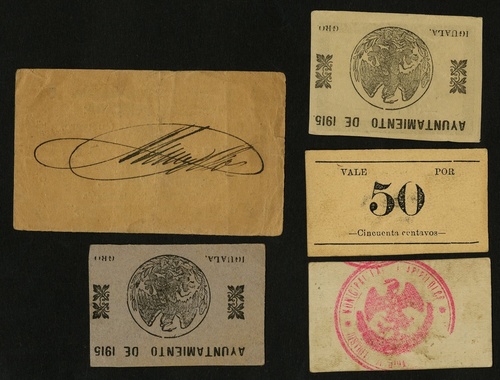 IGUALA, GRO
AYUNTAMIENTO DE 1915.
VALE POR
50
—Cincuenta centavos—
IGUALA, GRO
AYUNTAMIENTO DE 1915